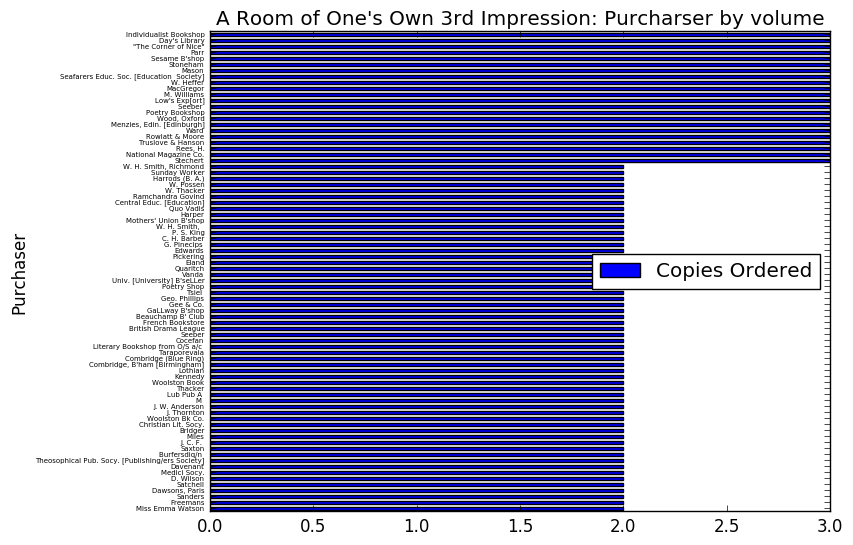 A Room of One's Own 3rd Impression: Purcharser by volume
Individualist Bookshop
Day's Library
"The Corner of Nice"
Parr
Sesame B'shop
Stoneham
Mason
Seafarers Educ. Soc. [Education Society]
W. Heffer
MacGregor
M. Williams
Low's Exp[ort]
Seeber
Poetry Bookshop
Wood, Oxford
Menzies, Edin. [Edinburgh]
Ward
Rowlatt & Moore
Truslove & Hanson
Rees, H.
National Magazine Co.
Stechert
W. H. Smith, Richmond
Sunday Worker
Harrods (B. A.)
W. Possen
W. Thacker
Ramchandra Govind
Central Educ. [Education]
Quo Vadis
Harper
Mothers' Union B'shop
W. H. Smith,
P. S. King
C. H. Barber
G. Pinecips
Edwards
Pickering
Eland
Quaritch
Vanda
Univ. [University] B'seLLer
Poetry Shop
Tsiel
Geo. Phillips
Gee & Co.
GaLLway B'shop
Beauchamp B' Club
French Bookstore
British Drama League
Seeber
Cocefan
Literary Bookshop from O/S a/c
Taraporevala
Combridge (Blue Ring)
Combridge, B'ham [Birmingham]
Lothian
Kennedy
Woolston Book
Thacker
Lub Pub A
M
J. W. Anderson
J. Thornton
Woolston Bk Co.
Christian Lit. Socy.
Bridger
Miles
J. C. F.
Saxton
Burfersdiq/n
Theosophical Pub. Socy. [Publishing/ers Society]
Davenant
Medici Socy.
D. Wilson
Satchell
Dawsons, Paris
Sanders
Freemans
Miss Emma Watson
Purchaser
Copies Ordered
0.0 0.5 1.0 1.5 2.0 2.5 3.0